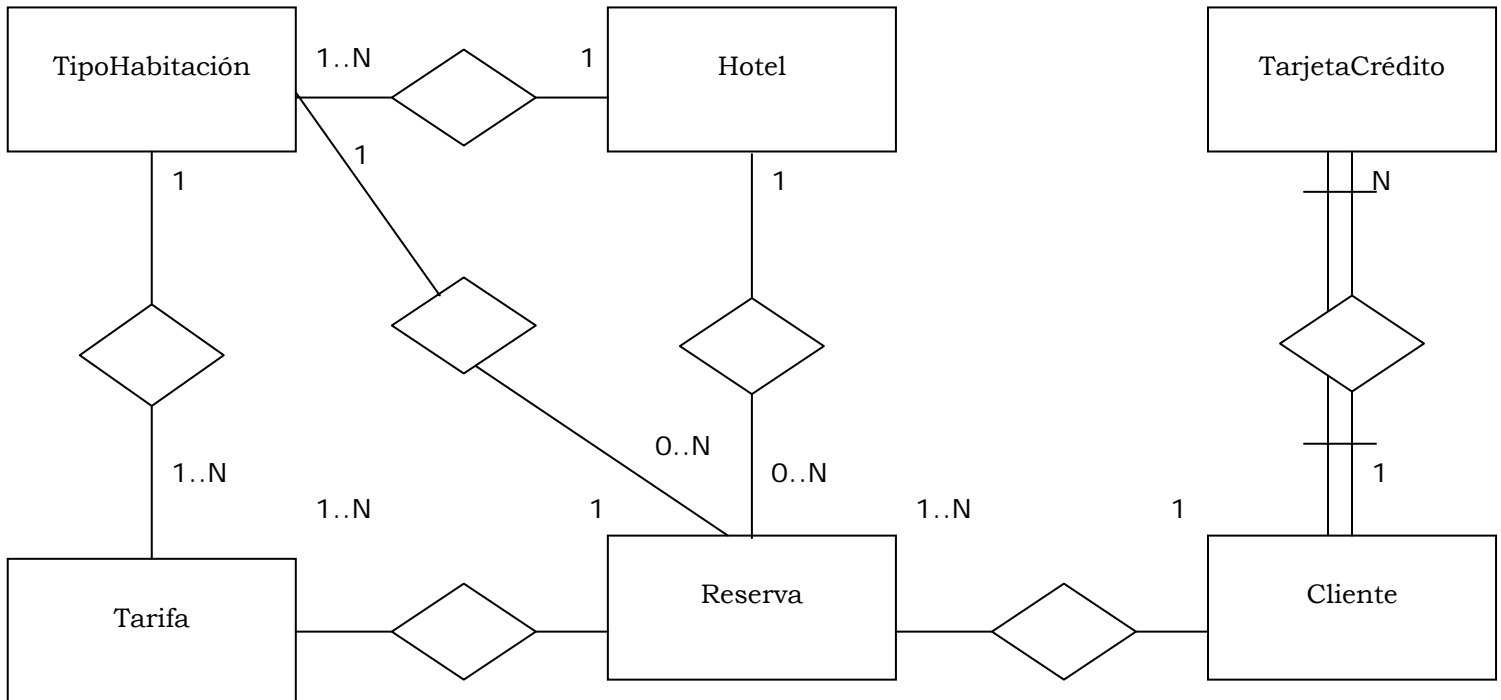 TipoHabitación
1..N
1
Hotel
TarjetaCrédito
1
1
1
N
0..N
1..N
0..N
1
1..N
1
1..N
1
Tarifa
Reserva
Cliente